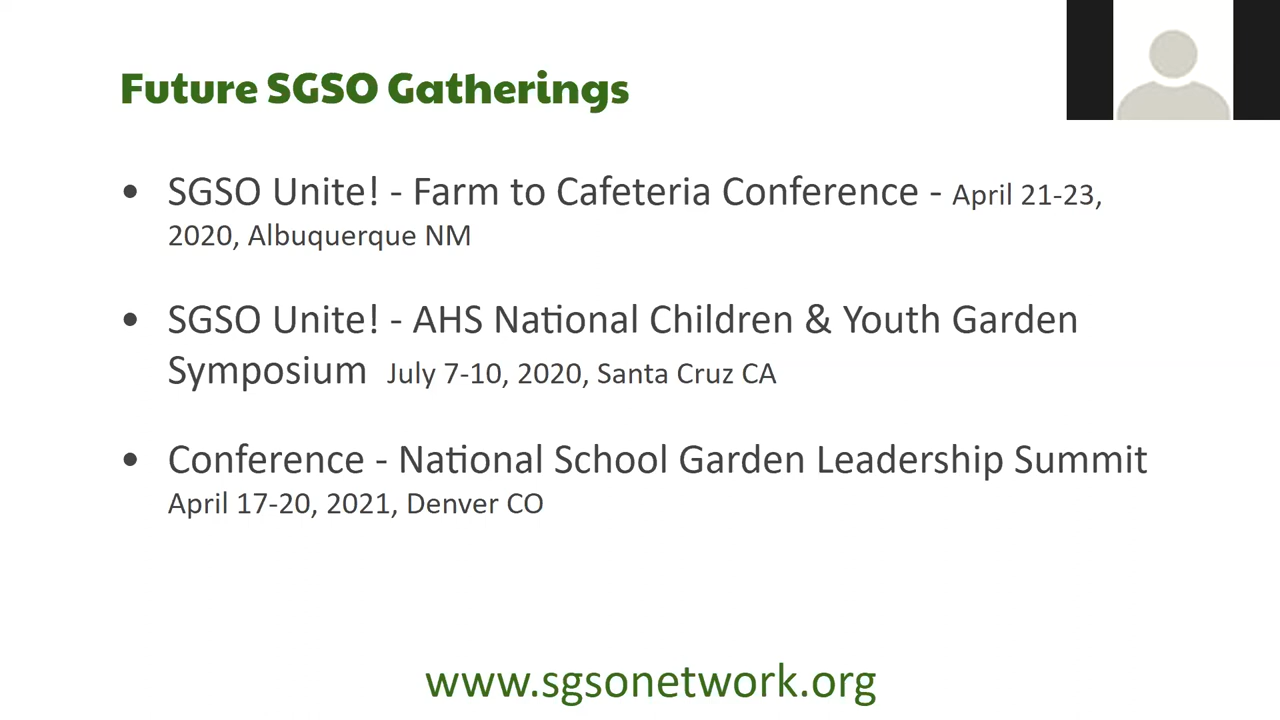 Future SGSO Gatherings
• SGSO Unite! - Farm to Cafeteria Conference - April 21-23,
2020, Albuquerque NM
• SGSO Unite! - AHS National Children & Youth Garden
Symposium July 7-10, 2020, Santa Cruz CA
• Conference - National School Garden Leadership Summit
April 17-20, 2021, Denver CO
www.sgsonetwork.org